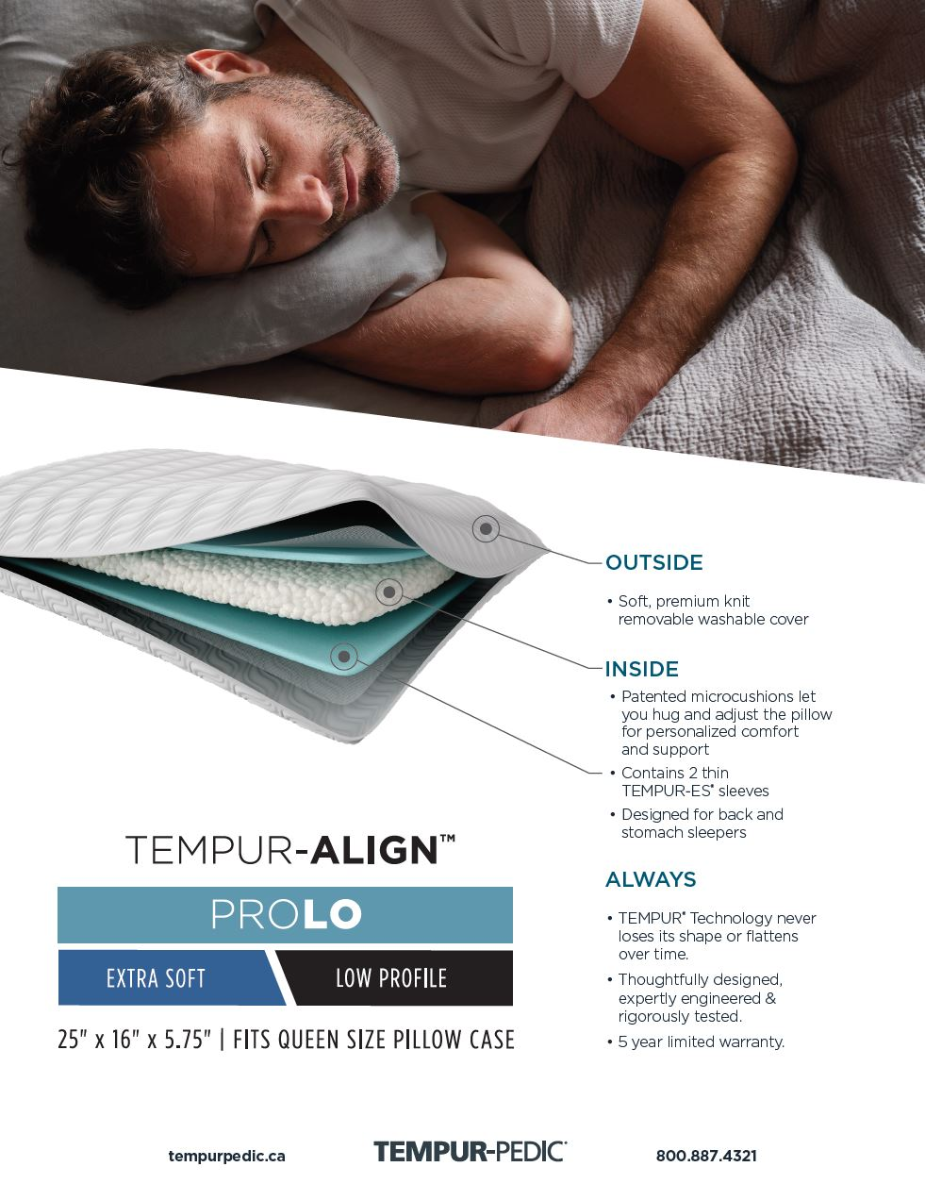 OUTSIDE
• Soft, premium knit
removable washable cover
INSIDE
• Patented microcushions let
you hug and adjust the pillow
for personalized comfort
and support
• Contains 2 thin
TEMPUR-ES® sleeves
• Designed for back and
stomach sleepers
TEMPUR-ALIGN™
PROLO
EXTRA SOFT
LOW PROFILE
25" x 16" x 5.75" | FITS QUEEN SIZE PILLOW CASE
ALWAYS
• TEMPUR® Technology never
loses its shape or flattens
over time.
• Thoughtfully designed,
expertly engineered &
rigorously tested.
• 5 year limited warranty.
tempurpedic.ca
TEMPUR-PEDIC®
800.887.4321